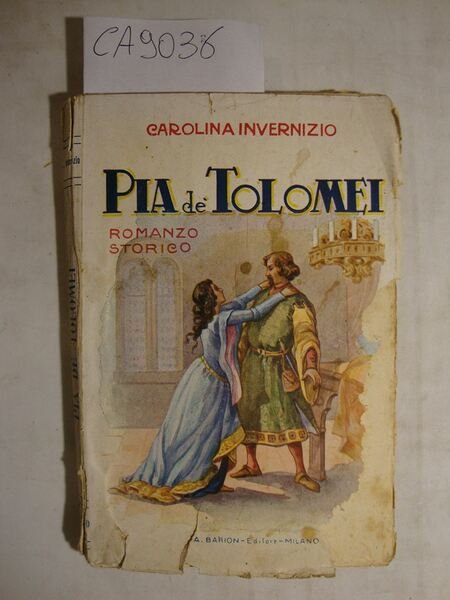 CA9036
CAROLINA INVERNIZIO
PIA de' TOLOMEI
ROMANZO
STORICO
A. BARION - Editore - MILANO
PIA DE' TOLOMEI